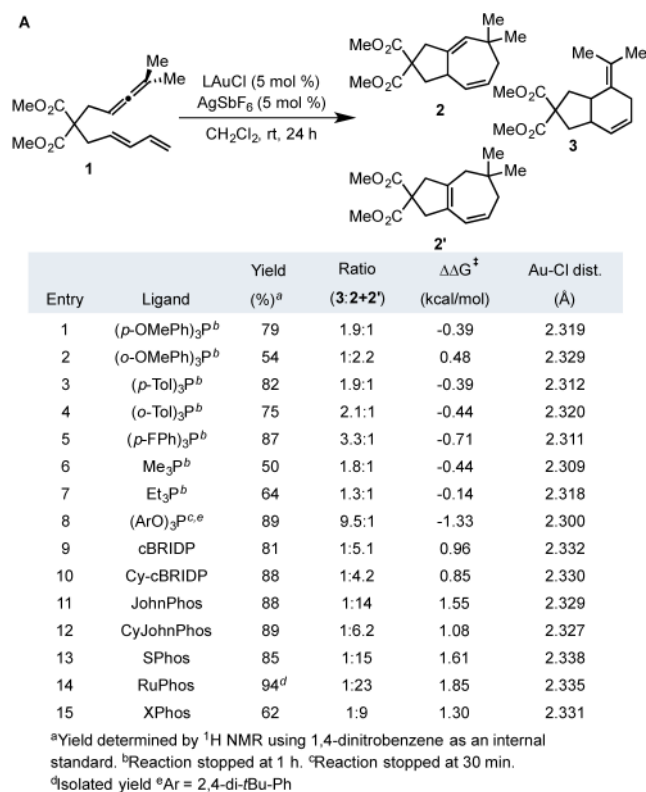 A
Me
Me
MeO₂C
MeO₂C
1
LAuCl (5 mol %)
AgSbF₆ (5 mol %)
CH₂Cl₂, rt, 24 h
MeO₂C
MeO₂C
Me
Me
2
Me
Me
MeO₂C
MeO₂C
3
MeO₂C
MeO₂C
Me
Me
2'
Entry Ligand Yield (%)ᵃ Ratio (3:2+2') ΔΔG‡ (kcal/mol) Au-Cl dist. (Å)
1 (p-OMePh)₃Pᵇ 79 1.9:1 -0.39 2.319
2 (o-OMePh)₃Pᵇ 54 1:2.2 0.48 2.329
3 (p-Tol)₃Pᵇ 82 1.9:1 -0.39 2.312
4 (o-Tol)₃Pᵇ 75 2.1:1 -0.44 2.320
5 (p-FPh)₃Pᵇ 87 3.3:1 -0.71 2.311
6 Me₃Pᵇ 50 1.8:1 -0.44 2.309
7 Et₃Pᵇ 64 1.3:1 -0.14 2.318
8 (ArO)₃Pᶜ,ᵉ 89 9.5:1 -1.33 2.300
9 cBRIDP 81 1:5.1 0.96 2.332
10 Cy-cBRIDP 88 1:4.2 0.85 2.330
11 JohnPhos 88 1:14 1.55 2.329
12 CyJohnPhos 89 1:6.2 1.08 2.327
13 SPhos 85 1:15 1.61 2.338
14 RuPhos 94ᵈ 1:23 1.85 2.335
15 XPhos 62 1:9 1.30 2.331
ᵃYield determined by ¹H NMR using 1,4-dinitrobenzene as an internal
standard. ᵇReaction stopped at 1 h. ᶜReaction stopped at 30 min.
ᵈIsolated yield ᵉAr = 2,4-di-tBu-Ph